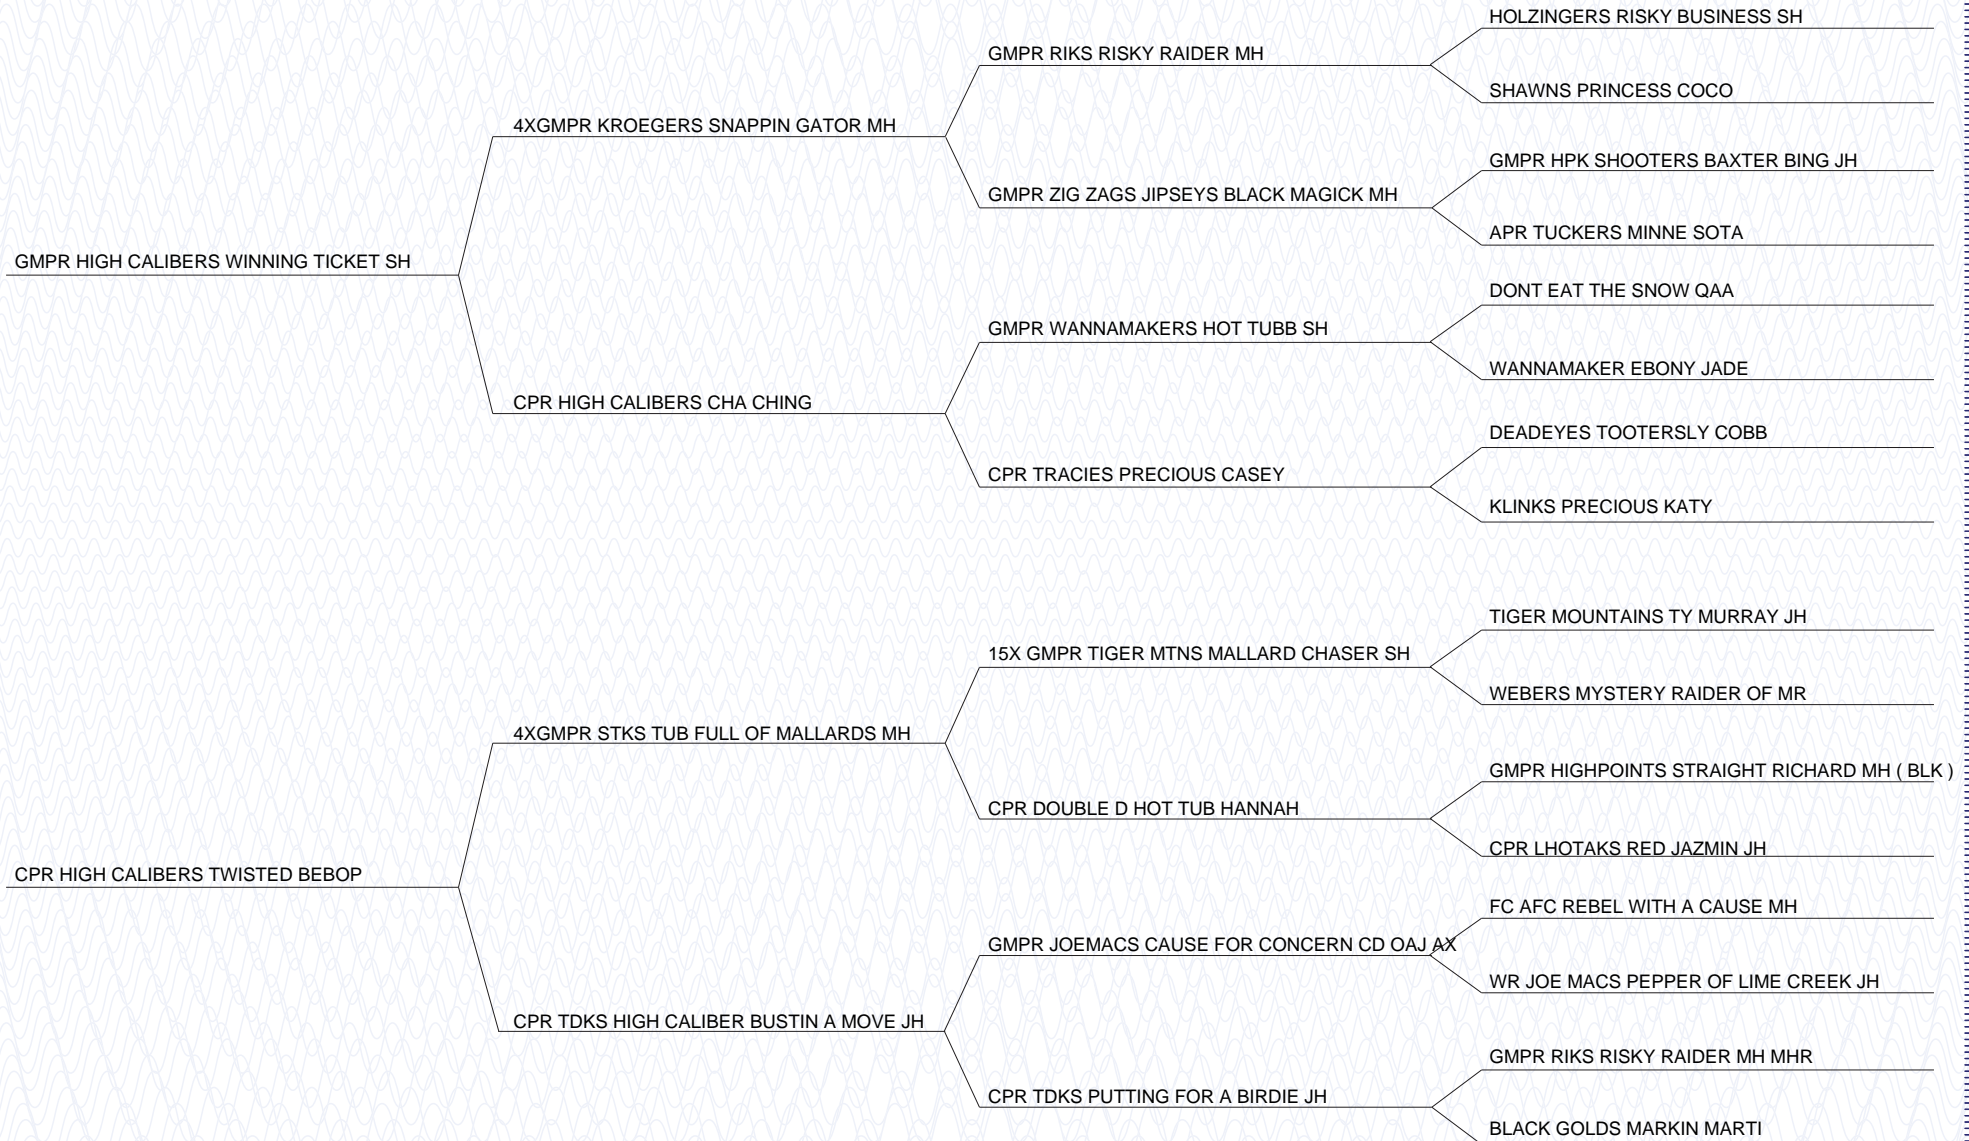 HOLZINGERS RISKY BUSINESS SH
GMPR RIKS RISKY RAIDER MH
SHAWNS PRINCESS COCO
4XGMPR KROEGERS SNAPPIN GATOR MH
GMPR HPK SHOOTERS BAXTER BING JH
GMPR ZIG ZAGS JIPSEYS BLACK MAGICK MH
APR TUCKERS MINNE SOTA
GMPR HIGH CALIBERS WINNING TICKET SH
DONT EAT THE SNOW QAA
GMPR WANNAMAKERS HOT TUBB SH
WANNAMAKER EBONY JADE
CPR HIGH CALIBERS CHA CHING
DEADEYES TOOTERSLY COBB
CPR TRACIES PRECIOUS CASEY
KLINKS PRECIOUS KATY
TIGER MOUNTAINS TY MURRAY JH
15X GMPR TIGER MTNS MALLARD CHASER SH
WEBERS MYSTERY RAIDER OF MR
4XGMPR STKS TUB FULL OF MALLARDS MH
GMPR HIGHPOINTS STRAIGHT RICHARD MH ( BLK )
CPR DOUBLE D HOT TUB HANNAH
CPR LHOTAKS RED JAZMIN JH
CPR HIGH CALIBERS TWISTED BEBOP
FC AFC REBEL WITH A CAUSE MH
GMPR JOEMACS CAUSE FOR CONCERN CD OAJ AX
WR JOE MACS PEPPER OF LIME CREEK JH
CPR TDKS HIGH CALIBER BUSTIN A MOVE JH
GMPR RIKS RISKY RAIDER MH MHR
CPR TDKS PUTTING FOR A BIRDIE JH
BLACK GOLDS MARKIN MARTI